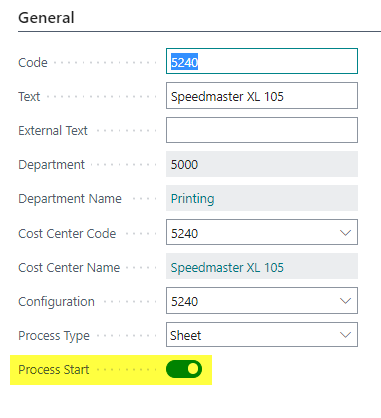 General
Code 5240
Text Speedmaster XL 105
External Text
Department 5000
Department Name Printing
Cost Center Code 5240
Cost Center Name Speedmaster XL 105
Configuration 5240
Process Type Sheet
Process Start